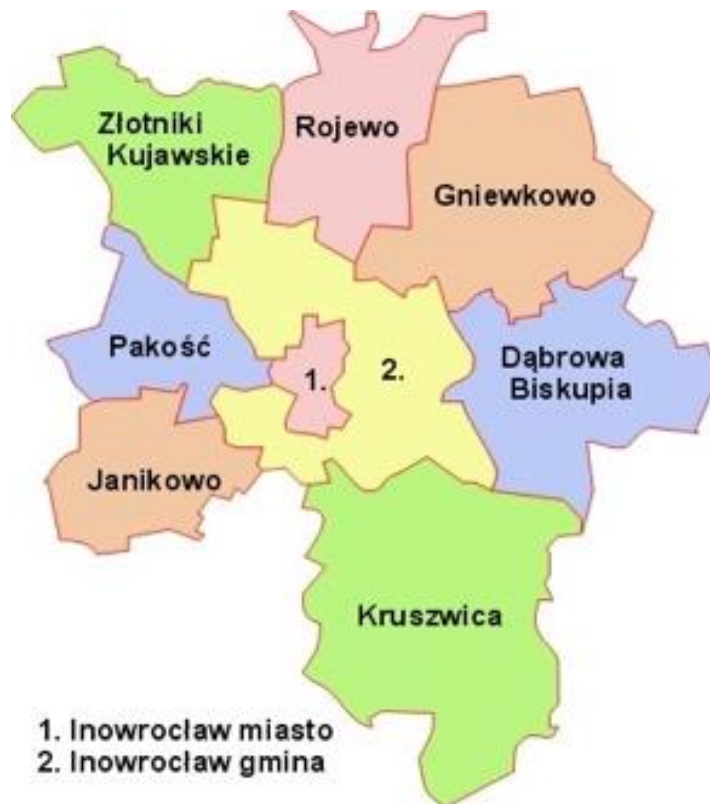 Złotniki
Kujawskie
Rojewo
Gniewkowo
Pakość
1.
2.
Dąbrowa
Biskupia
Janikowo
Kruszwica
1. Inowrocław miasto
2. Inowrocław gmina